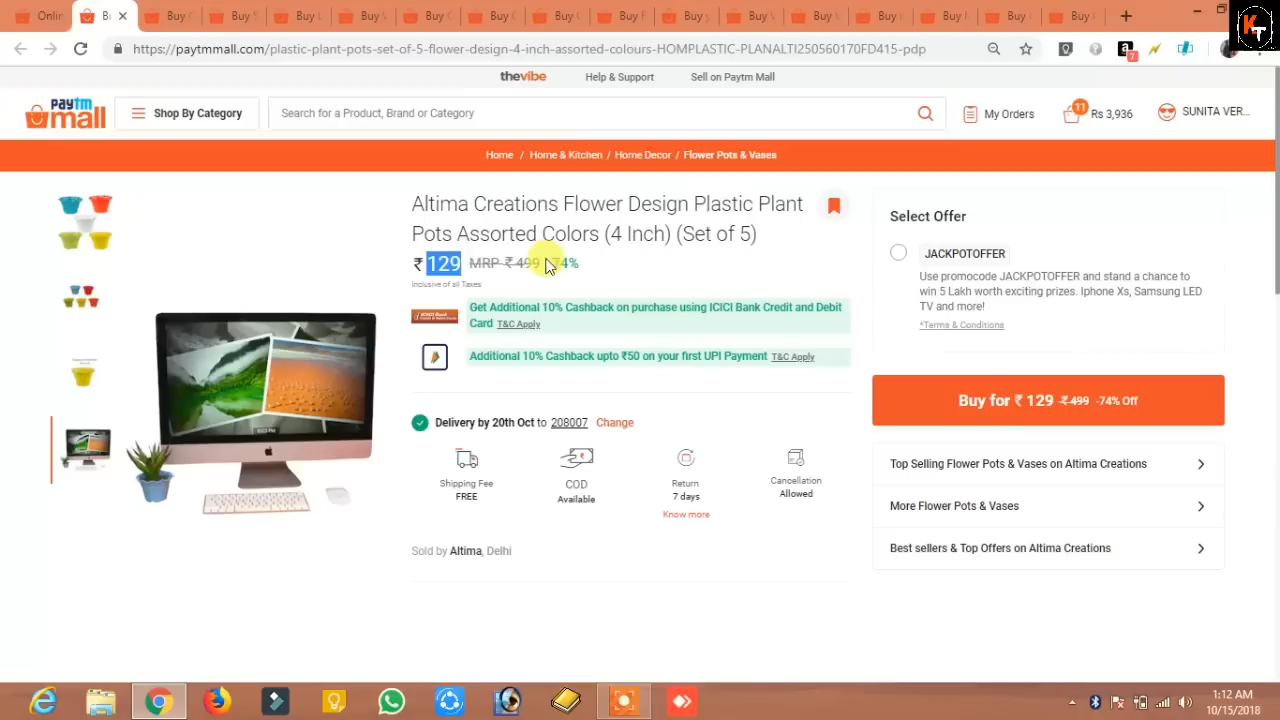 Onlin
https://paytmmall.com/plastic-plant-pots-set-of-5-flower-design-4-inch-assorted-colours-HOMPLASTIC-PLANALTI250560170FD415-pdp
7
KT
thevibe
Help & Support
Sell on Paytm Mall
paytm
mall
Shop By Category
Search for a Product, Brand or Category
My Orders
11
Rs 3,936
SUNITA VER...
Home / Home & Kitchen / Home Decor / Flower Pots & Vases
Altima Creations Flower Design Plastic Plant
Pots Assorted Colors (4 Inch) (Set of 5)
₹ 129 MRP ₹ 499 -74%
Inclusive of all Taxes
Get Additional 10% Cashback on purchase using ICICI Bank Credit and Debit
Card T&C Apply
Additional 10% Cashback upto ₹50 on your first UPI Payment T&C Apply
Delivery by 20th Oct to 208007 Change
Shipping Fee
FREE
COD
Available
Return
7 days
Know more
Cancellation
Allowed
Sold by Altima, Delhi
Select Offer
JACKPOTOFFER
Use promocode JACKPOTOFFER and stand a chance to
win 5 Lakh worth exciting prizes. Iphone Xs, Samsung LED
TV and more!
*Terms & Conditions
Buy for ₹ 129 ₹ 499 -74% Off
Top Selling Flower Pots & Vases on Altima Creations
More Flower Pots & Vases
Best sellers & Top Offers on Altima Creations
1:12 AM
10/15/2018